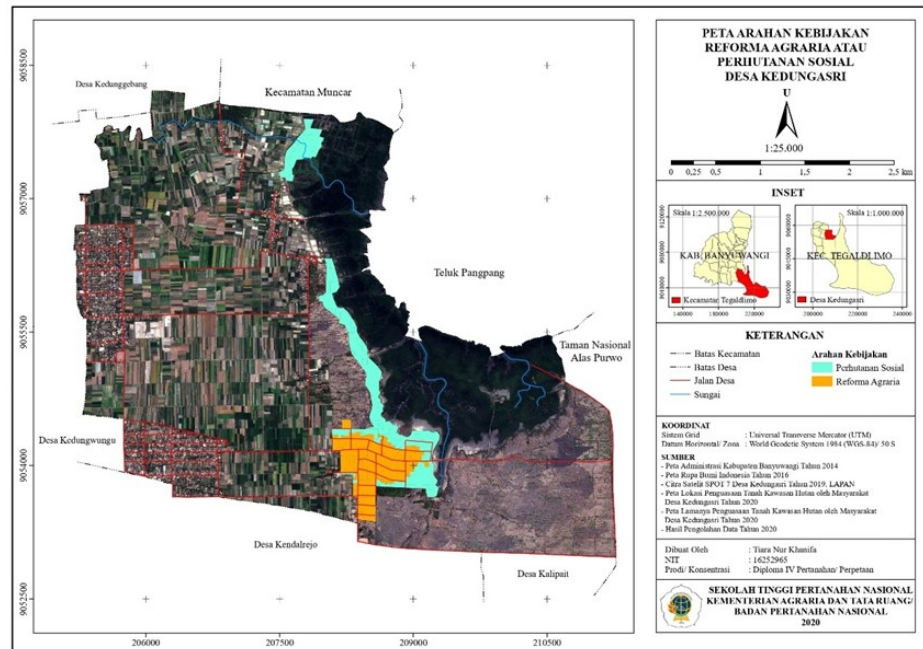 PETA ARAHAN KEBIJAKAN
REFORMA AGRARIA ATAU
PERHUTANAN SOSIAL
DESA KEDUNGASRI
U
1:25.000
0 0,25 0,5 1 1,5 2 2,5 km
INSET
Skala 1:2.500.000
KAB. BANYUWANGI
Kecamatan Tegaldlimo
140000 180000 220000
9120000
9080000
9040000
Skala 1:1.000.000
KEC. TEGALDLIMO
Desa Kedungasri
200000 220000 240000
KETERANGAN
Batas Kecamatan
Batas Desa
Jalan Desa
Sungai
Arahan Kebijakan
Perhutanan Sosial
Reforma Agraria
KOORDINAT
Sistem Grid : Universal Transverse Mercator (UTM)
Datum Horizontal/ Zona : World Geodetic System 1984 (WGS-84)/ 50 S
SUMBER
- Peta Administrasi Kabupaten Banyuwangi Tahun 2014
- Peta Rupa Bumi Indonesia Tahun 2016
- Citra Satelit SPOT 7 Desa Kedungasri Tahun 2019, LAPAN
- Peta Lokasi Penguasaan Tanah Kawasan Hutan oleh Masyarakat
Desa Kedungasri Tahun 2020
- Peta Lamanya Penguasaan Tanah Kawasan Hutan oleh Masyarakat
Desa Kedungasri Tahun 2020
- Hasil Pengolahan Data Tahun 2020
Dibuat Oleh : Tiara Nur Khanifa
NIT : 16252965
Prodi/ Konsentrasi : Diploma IV Pertanahan/ Perpetaan
SEKOLAH TINGGI PERTANAHAN NASIONAL
KEMENTERIAN AGRARIA DAN TATA RUANG/
BADAN PERTANAHAN NASIONAL
2020
Desa Kedunggebang
Kecamatan Muncar
Teluk Pangpang
Taman Nasional
Alas Purwo
Desa Kedungwungu
Desa Kendalrejo
Desa Kalipait
9058500
9057000
9055500
9054000
9052500
206000 207500 209000 210500